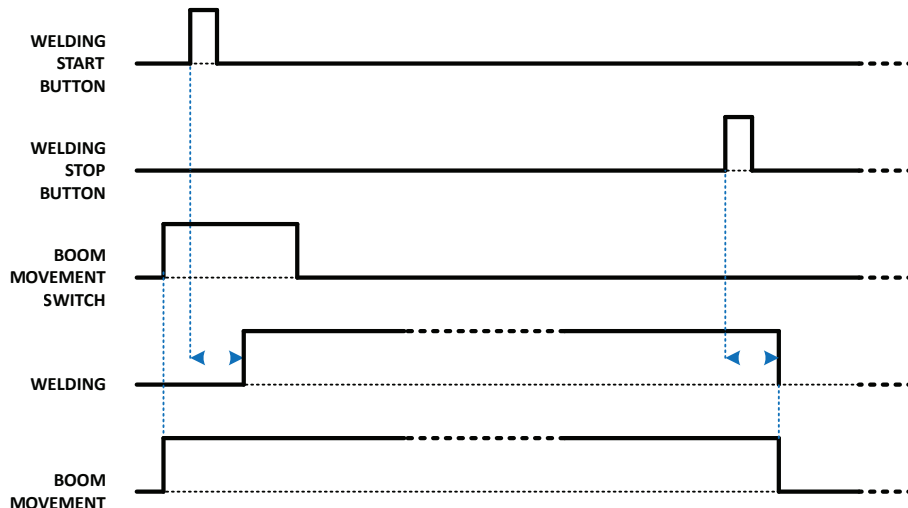 WELDING
START
BUTTON
WELDING
STOP
BUTTON
BOOM
MOVEMENT
SWITCH
WELDING
BOOM
MOVEMENT